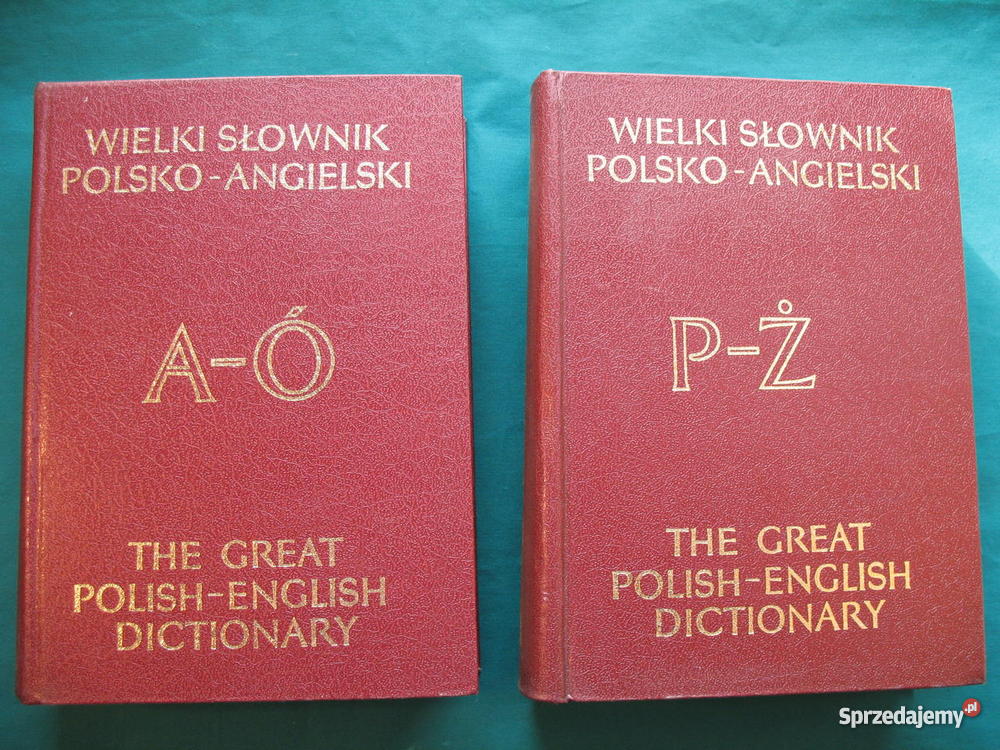 WIELKI SŁOWNIK
POLSKO-ANGIELSKI
A-Ó
THE GREAT
POLISH-ENGLISH
DICTIONARY
WIELKI SŁOWNIK
POLSKO-ANGIELSKI
P-Ż
THE GREAT
POLISH-ENGLISH
DICTIONARY
Sprzedajemy.pl